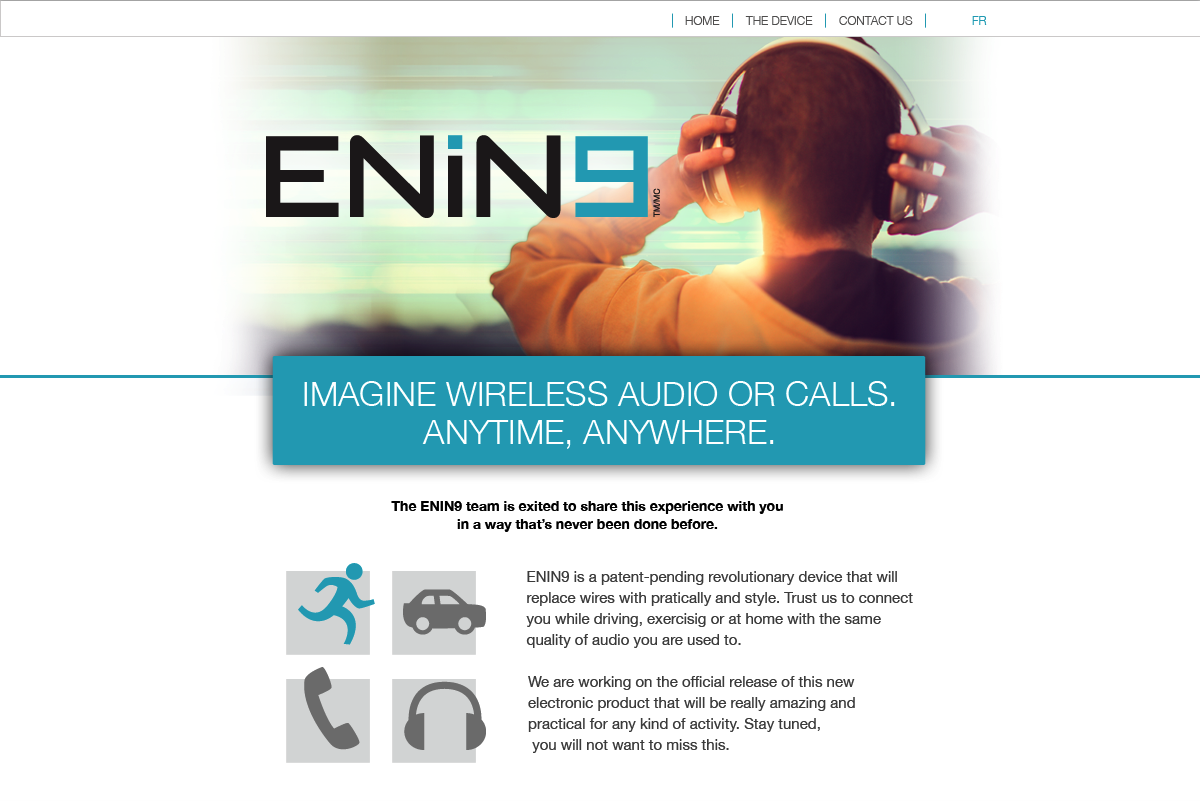 HOME | THE DEVICE | CONTACT US | FR
ENiN9
TM/MC
IMAGINE WIRELESS AUDIO OR CALLS.
ANYTIME, ANYWHERE.
The ENIN9 team is exited to share this experience with you
in a way that's never been done before.
ENIN9 is a patent-pending revolutionary device that will
replace wires with pratically and style. Trust us to connect
you while driving, exercisig or at home with the same
quality of audio you are used to.
We are working on the official release of this new
electronic product that will be really amazing and
practical for any kind of activity. Stay tuned,
you will not want to miss this.